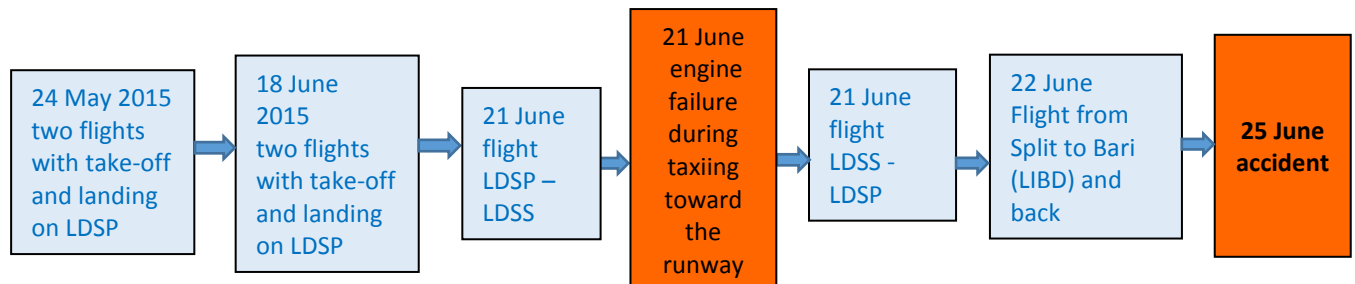 24 May 2015
two flights
with take-off
and landing
on LDSP
18 June
2015
two flights
with take-off
and landing
on LDSP
21 June
flight
LDSP –
LDSS
21 June
engine
failure
during
taxiing
toward
the
runway
21 June
flight
LDSS -
LDSP
22 June
Flight from
Split to Bari
(LIBD) and
back
25 June
accident